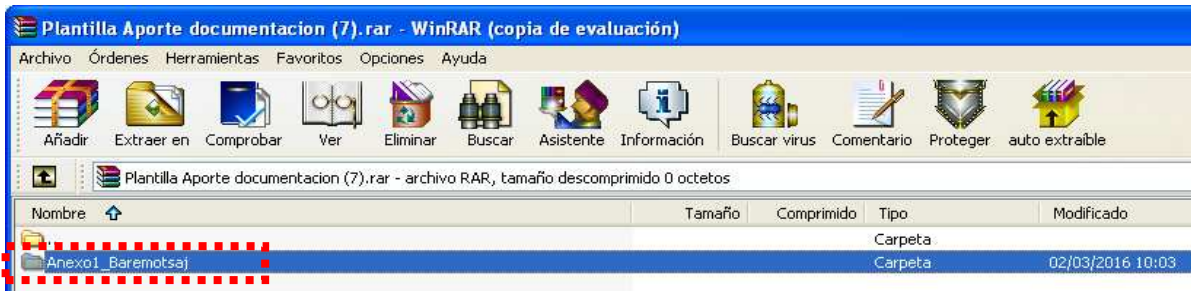 Plantilla Aporte documentacion (7).rar - WinRAR (copia de evaluación)
Archivo Órdenes Herramientas Favoritos Opciones Ayuda
Añadir Extraer en Comprobar Ver Eliminar Buscar Asistente Información Buscar virus Comentario Proteger auto extraíble
Plantilla Aporte documentacion (7).rar - archivo RAR, tamaño descomprimido 0 octetos
Nombre Tamaño Comprimido Tipo Modificado
.. Carpeta
Anexo1_Baremotsaj Carpeta 02/03/2016 10:03